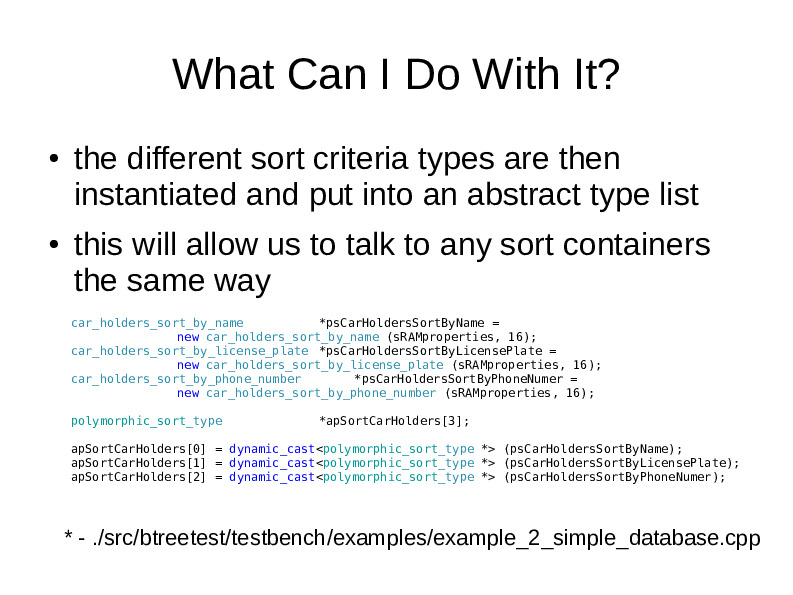 What Can I Do With It?
• the different sort criteria types are then
instantiated and put into an abstract type list
• this will allow us to talk to any sort containers
the same way
car_holders_sort_by_name *psCarHoldersSortByName =
new car_holders_sort_by_name (sRAMproperties, 16);
car_holders_sort_by_license_plate *psCarHoldersSortByLicensePlate =
new car_holders_sort_by_license_plate (sRAMproperties, 16);
car_holders_sort_by_phone_number *psCarHoldersSortByPhoneNumer =
new car_holders_sort_by_phone_number (sRAMproperties, 16);
polymorphic_sort_type *apSortCarHolders[3];
apSortCarHolders[0] = dynamic_cast<polymorphic_sort_type *> (psCarHoldersSortByName);
apSortCarHolders[1] = dynamic_cast<polymorphic_sort_type *> (psCarHoldersSortByLicensePlate);
apSortCarHolders[2] = dynamic_cast<polymorphic_sort_type *> (psCarHoldersSortByPhoneNumer);
* - ./src/btreetest/testbench/examples/example_2_simple_database.cpp